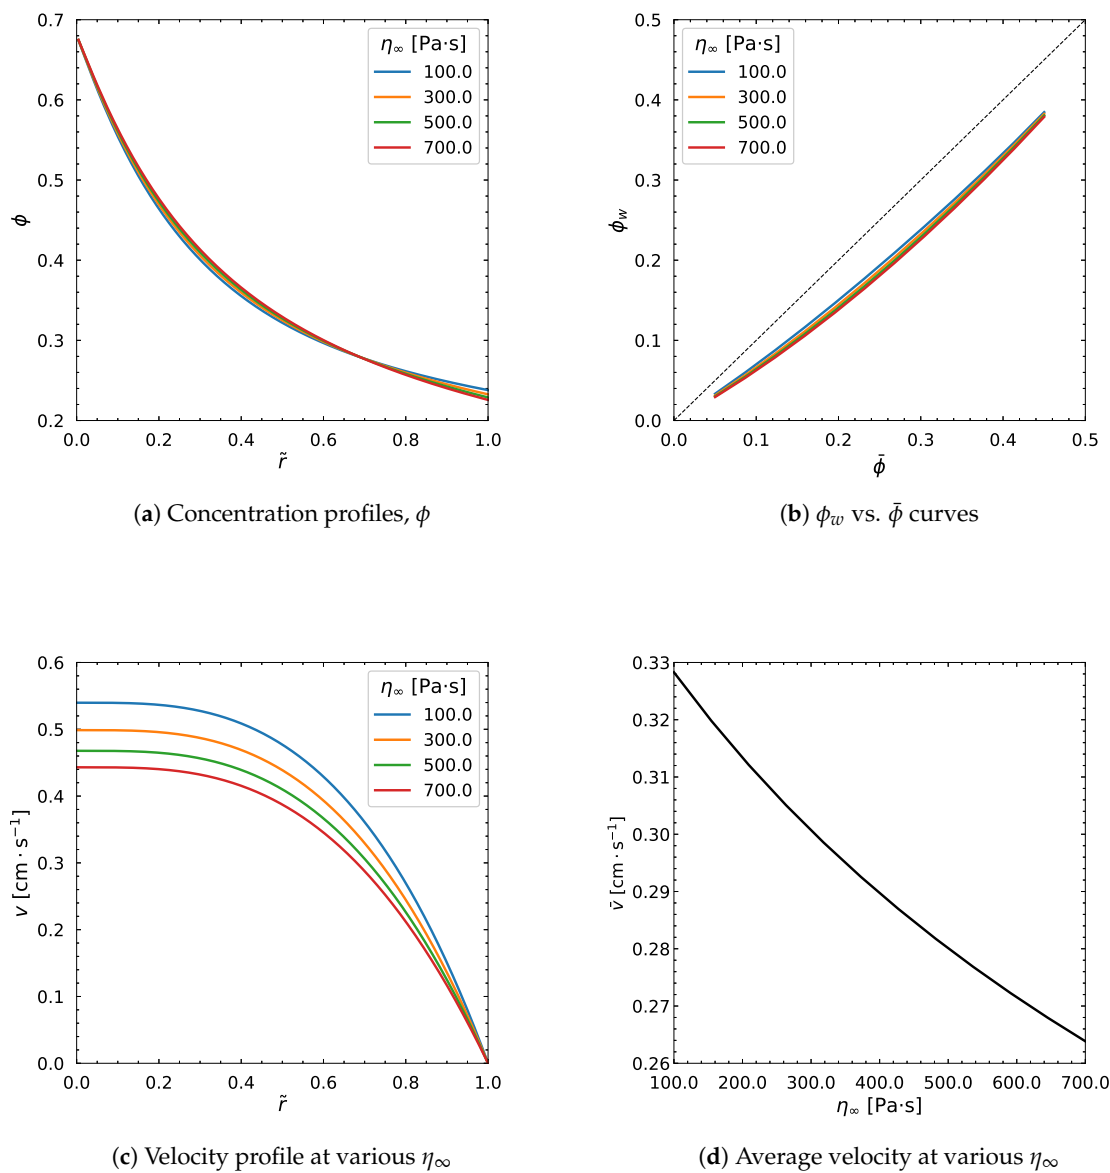 0.7
0.6
0.5
0.4
0.3
0.2
ϕ
0.0 0.2 0.4 0.6 0.8 1.0
r̃
η∞ [Pa·s]
100.0
300.0
500.0
700.0
(a) Concentration profiles, ϕ
0.5
0.4
0.3
0.2
0.1
0.0
ϕw
0.0 0.1 0.2 0.3 0.4 0.5
ϕ̄
η∞ [Pa·s]
100.0
300.0
500.0
700.0
(b) ϕw vs. ϕ̄ curves
0.6
0.5
0.4
0.3
0.2
0.1
0.0
v [cm · s⁻¹]
0.0 0.2 0.4 0.6 0.8 1.0
r̃
η∞ [Pa·s]
100.0
300.0
500.0
700.0
(c) Velocity profile at various η∞
0.33
0.32
0.31
0.30
0.29
0.28
0.27
0.26
v̄ [cm · s⁻¹]
100.0 200.0 300.0 400.0 500.0 600.0 700.0
η∞ [Pa·s]
(d) Average velocity at various η∞